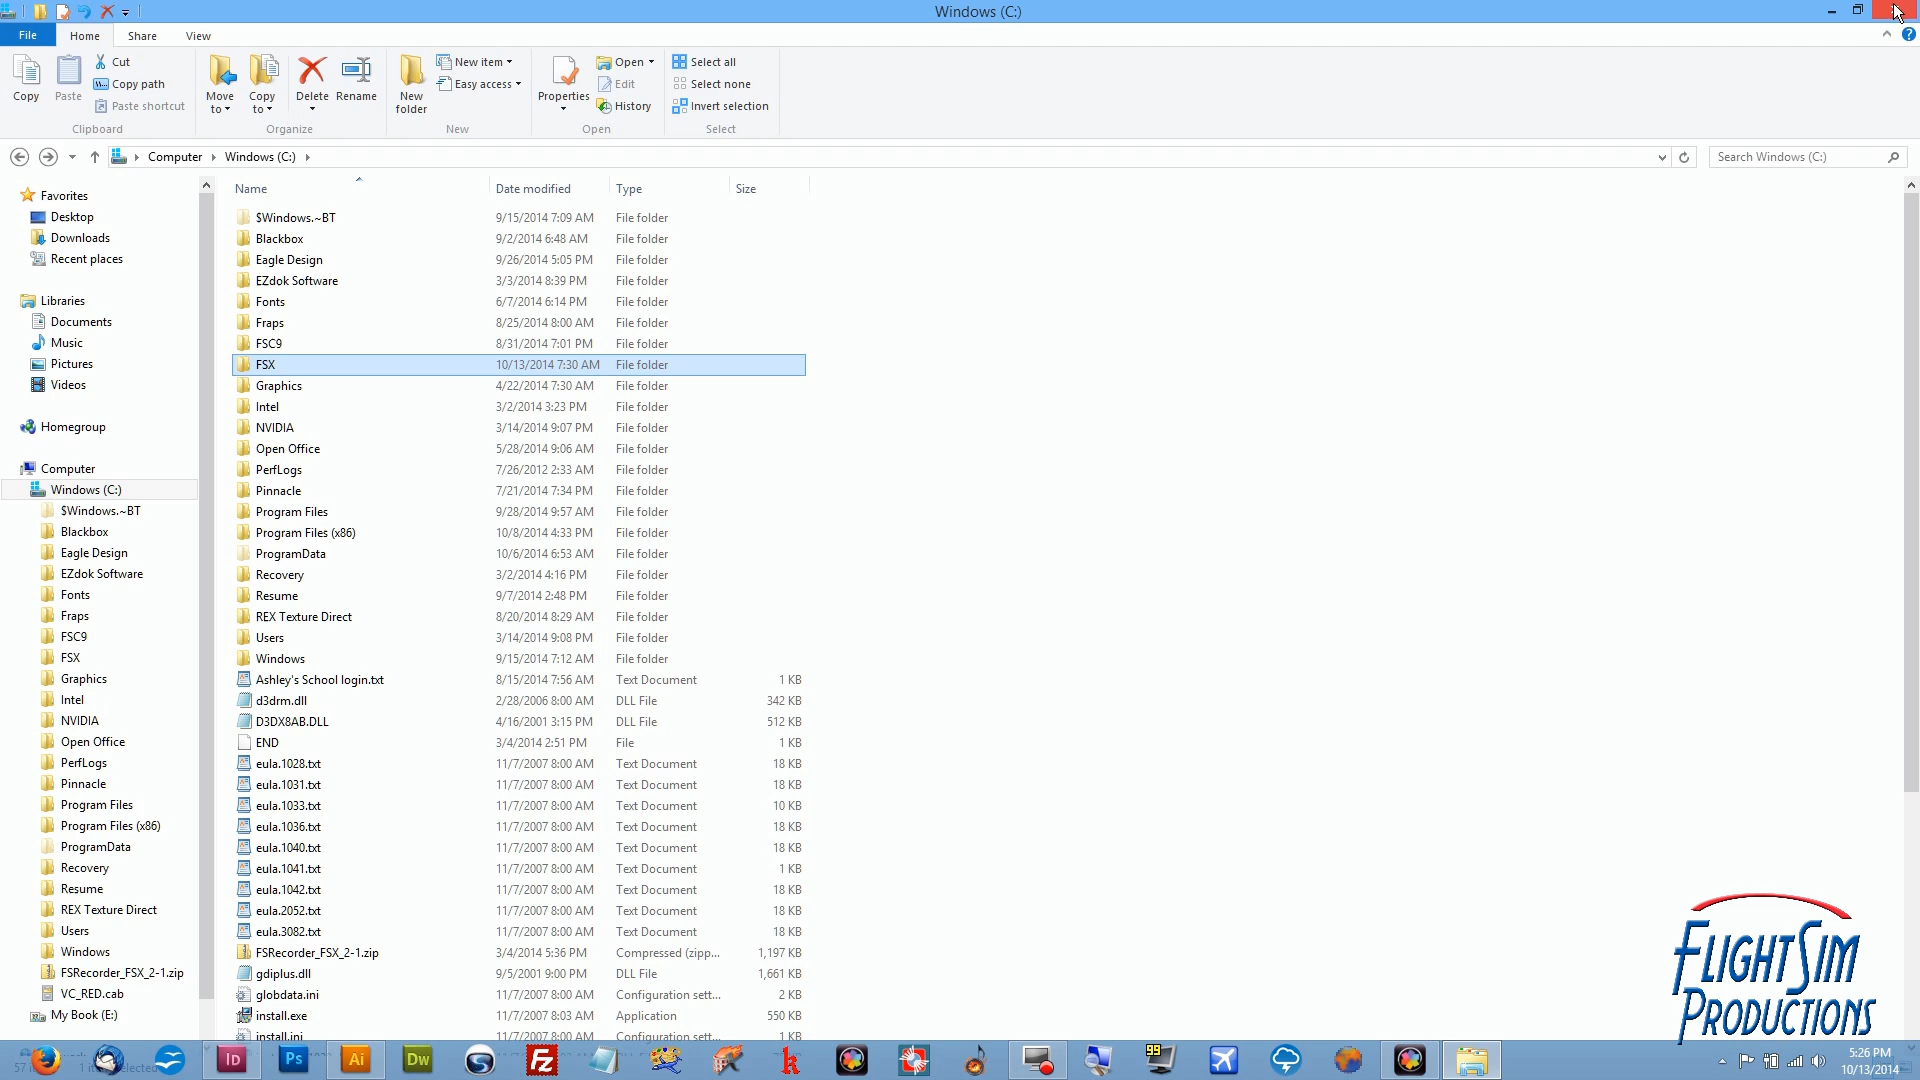 Windows (C:)
File
Home
Share
View
Copy
Paste
Cut
Copy path
Paste shortcut
Clipboard
Move to
Copy to
Delete
Rename
Organize
New folder
New item
Easy access
New
Properties
Open
Edit
History
Open
Select all
Select none
Invert selection
Select
Computer
Windows (C:)
Search Windows (C:)
Favorites
Desktop
Downloads
Recent places
Libraries
Documents
Music
Pictures
Videos
Homegroup
Computer
Windows (C:)
$Windows.~BT
Blackbox
Eagle Design
EZdok Software
Fonts
Fraps
FSC9
FSX
Graphics
Intel
NVIDIA
Open Office
PerfLogs
Pinnacle
Program Files
Program Files (x86)
ProgramData
Recovery
Resume
REX Texture Direct
Users
Windows
FSRecorder_FSX_2-1.zip
VC_RED.cab
My Book (E:)
Name Date modified Type Size
$Windows.~BT 9/15/2014 7:09 AM File folder
Blackbox 9/2/2014 6:48 AM File folder
Eagle Design 9/26/2014 5:05 PM File folder
EZdok Software 3/3/2014 8:39 PM File folder
Fonts 6/7/2014 6:14 PM File folder
Fraps 8/25/2014 8:00 AM File folder
FSC9 8/31/2014 7:01 PM File folder
FSX 10/13/2014 7:30 AM File folder
Graphics 4/22/2014 7:30 AM File folder
Intel 3/2/2014 3:23 PM File folder
NVIDIA 3/14/2014 9:07 PM File folder
Open Office 5/28/2014 9:06 AM File folder
PerfLogs 7/26/2012 2:33 AM File folder
Pinnacle 7/21/2014 7:34 PM File folder
Program Files 9/28/2014 9:57 AM File folder
Program Files (x86) 10/8/2014 4:33 PM File folder
ProgramData 10/6/2014 6:53 AM File folder
Recovery 3/2/2014 4:16 PM File folder
Resume 9/7/2014 2:48 PM File folder
REX Texture Direct 8/20/2014 8:29 AM File folder
Users 3/14/2014 9:08 PM File folder
Windows 9/15/2014 7:12 AM File folder
Ashley's School login.txt 8/15/2014 7:56 AM Text Document 1 KB
d3drm.dll 2/28/2006 8:00 AM DLL File 342 KB
D3DX8AB.DLL 4/16/2001 3:15 PM DLL File 512 KB
END 3/4/2014 2:51 PM File 1 KB
eula.1028.txt 11/7/2007 8:00 AM Text Document 18 KB
eula.1031.txt 11/7/2007 8:00 AM Text Document 18 KB
eula.1033.txt 11/7/2007 8:00 AM Text Document 10 KB
eula.1036.txt 11/7/2007 8:00 AM Text Document 18 KB
eula.1040.txt 11/7/2007 8:00 AM Text Document 18 KB
eula.1041.txt 11/7/2007 8:00 AM Text Document 1 KB
eula.1042.txt 11/7/2007 8:00 AM Text Document 18 KB
eula.2052.txt 11/7/2007 8:00 AM Text Document 18 KB
eula.3082.txt 11/7/2007 8:00 AM Text Document 18 KB
FSRecorder_FSX_2-1.zip 3/4/2014 5:36 PM Compressed (zipp... 1,197 KB
gdiplus.dll 9/5/2001 9:00 PM DLL File 1,661 KB
globdata.ini 11/7/2007 8:00 AM Configuration sett... 2 KB
install.exe 11/7/2007 8:03 AM Application 550 KB
install.ini 11/7/2007 8:00 AM Configuration sett... 1 KB
FLIGHTSIM
PRODUCTIONS
Id
Ps
Ai
Dw
S
FZ
k
99
5:26 PM
10/13/2014